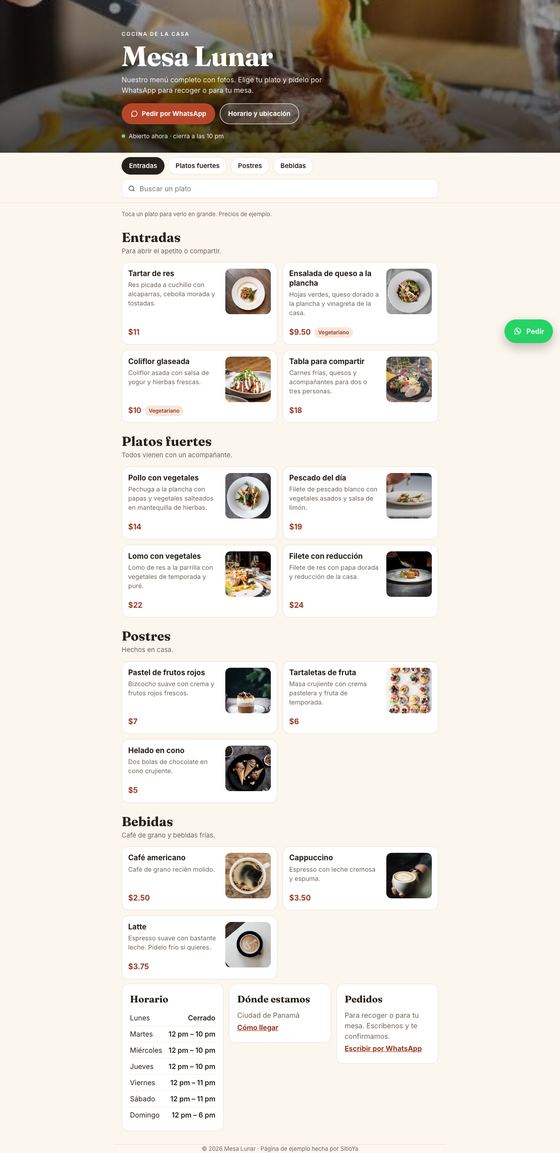 COCINA DE LA CASA
Mesa Lunar
Nuestro menú completo con fotos. Elige tu plato y pídelo por
WhatsApp para recoger o para tu mesa.
Pedir por WhatsApp
Horario y ubicación
Abierto ahora · cierra a las 10 pm
Entradas
Platos fuertes
Postres
Bebidas
Buscar un plato
Toca un plato para verlo en grande. Precios de ejemplo.
Entradas
Para abrir el apetito o compartir.
Tartar de res
Res picada a cuchillo con
alcaparras, cebolla morada y
tostadas.
$11
Ensalada de queso a la
plancha
Hojas verdes, queso dorado a
la plancha y vinagreta de la
casa.
$9.50 Vegetariano
Pedir
Coliflor glaseada
Coliflor asada con salsa de
yogur y hierbas frescas.
$10 Vegetariano
Tabla para compartir
Carnes frías, quesos y
acompañantes para dos o
tres personas.
$18
Platos fuertes
Todos vienen con un acompañante.
Pollo con vegetales
Pechuga a la plancha con
papas y vegetales salteados
en mantequilla de hierbas.
$14
Pescado del día
Filete de pescado blanco con
vegetales asados y salsa de
limón.
$19
Lomo con vegetales
Lomo de res a la parrilla con
vegetales de temporada y
puré.
$22
Filete con reducción
Filete de res con papa dorada
y reducción de la casa.
$24
Postres
Hechos en casa.
Pastel de frutos rojos
Bizcocho suave con crema y
frutos rojos frescos.
$7
Tartaletas de fruta
Masa crujiente con crema
pastelera y fruta de
temporada.
$6
Helado en cono
Dos bolas de chocolate en
cono crujiente.
$5
Bebidas
Café de grano y bebidas frías.
Café americano
Café de grano recién molido.
$2.50
Cappuccino
Espresso con leche cremosa
y espuma.
$3.50
Latte
Espresso suave con bastante
leche. Pídelo frío si quieres.
$3.75
Horario
Lunes Cerrado
Martes 12 pm – 10 pm
Miércoles 12 pm – 10 pm
Jueves 12 pm – 10 pm
Viernes 12 pm – 11 pm
Sábado 12 pm – 11 pm
Domingo 12 pm – 6 pm
Dónde estamos
Ciudad de Panamá
Cómo llegar
Pedidos
Para recoger o para tu
mesa. Escríbenos y te
confirmamos.
Escribir por WhatsApp
© 2026 Mesa Lunar · Página de ejemplo hecha por SitioYa